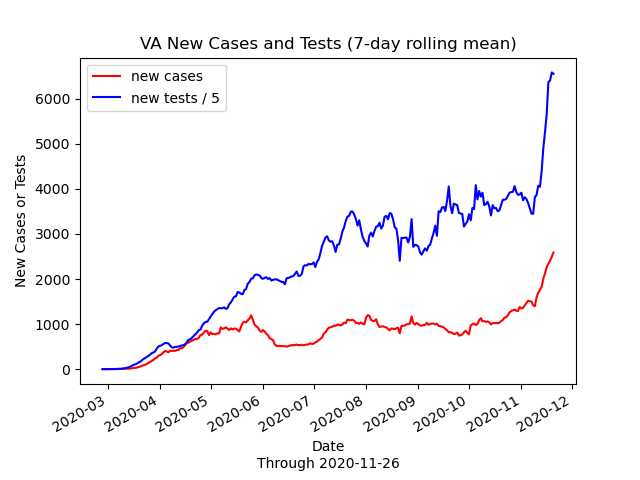 VA New Cases and Tests (7-day rolling mean)
new cases
new tests / 5
New Cases or Tests
6000
5000
4000
3000
2000
1000
0
2020-03
2020-04
2020-05
2020-06
2020-07
2020-08
2020-09
2020-10
2020-11
2020-12
Date
Through 2020-11-26